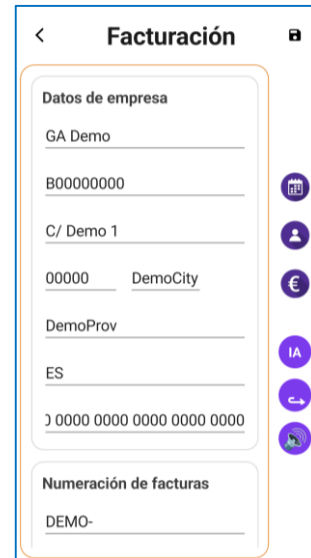 Facturación
Datos de empresa
GA Demo
B00000000
C/ Demo 1
00000 DemoCity
DemoProv
ES
0000 0000 0000 0000 0000
Numeración de facturas
DEMO-
€
IA